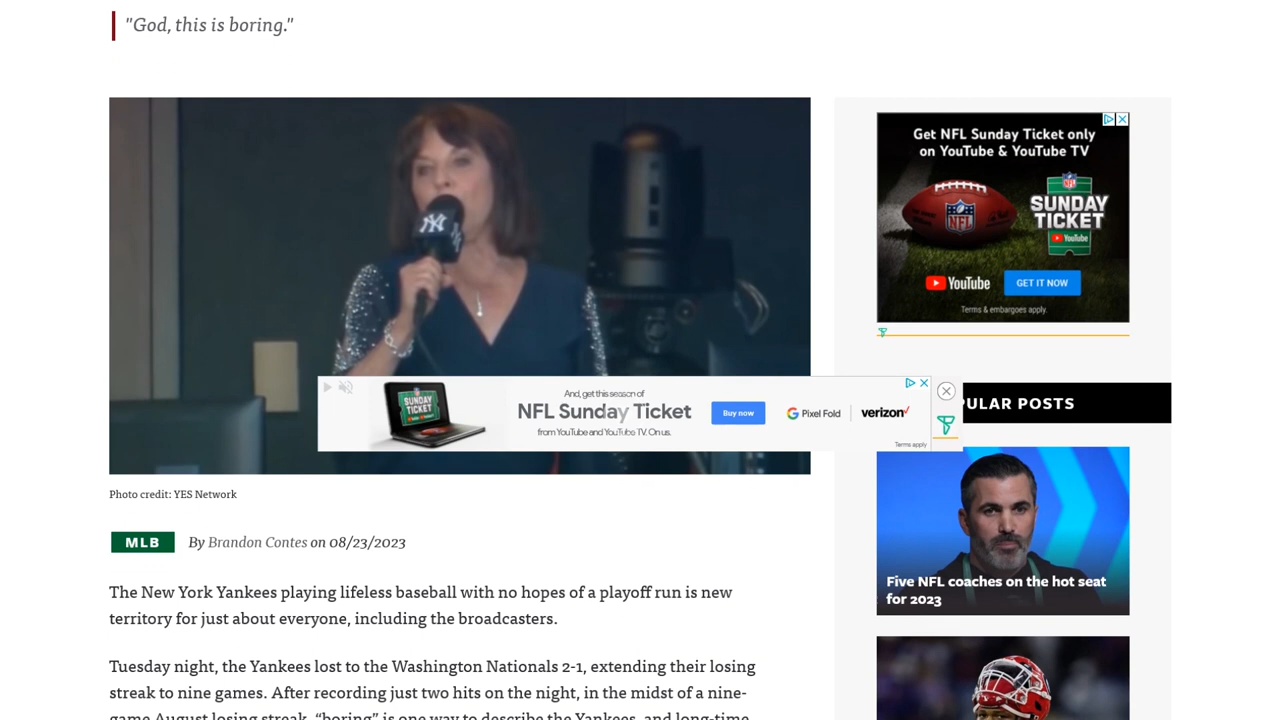 "God, this is boring."
Get NFL Sunday Ticket only
on YouTube & YouTube TV
NFL
SUNDAY
TICKET
YouTube
YouTube
GET IT NOW
Terms & embargoes apply.
And, get this season of
NFL Sunday Ticket
from YouTube and YouTube TV. On us.
SUNDAY
TICKET
Buy now
Google Pixel Fold
verizon
Terms apply
PULAR POSTS
Photo credit: YES Network
MLB
By Brandon Contes on 08/23/2023
The New York Yankees playing lifeless baseball with no hopes of a playoff run is new
territory for just about everyone, including the broadcasters.
Tuesday night, the Yankees lost to the Washington Nationals 2-1, extending their losing
streak to nine games. After recording just two hits on the night, in the midst of a nine-
game August losing streak, “boring” is one way to describe the Yankees, and long-time
Five NFL coaches on the hot seat
for 2023